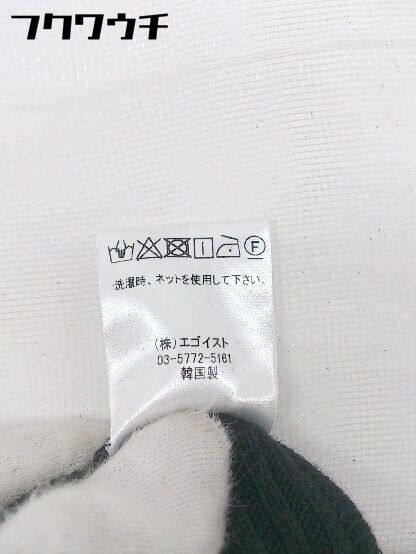 フクワウチ
F
洗濯時、ネットを使用して下さい。
(株)エゴイスト
03-5772-5161
韓国製